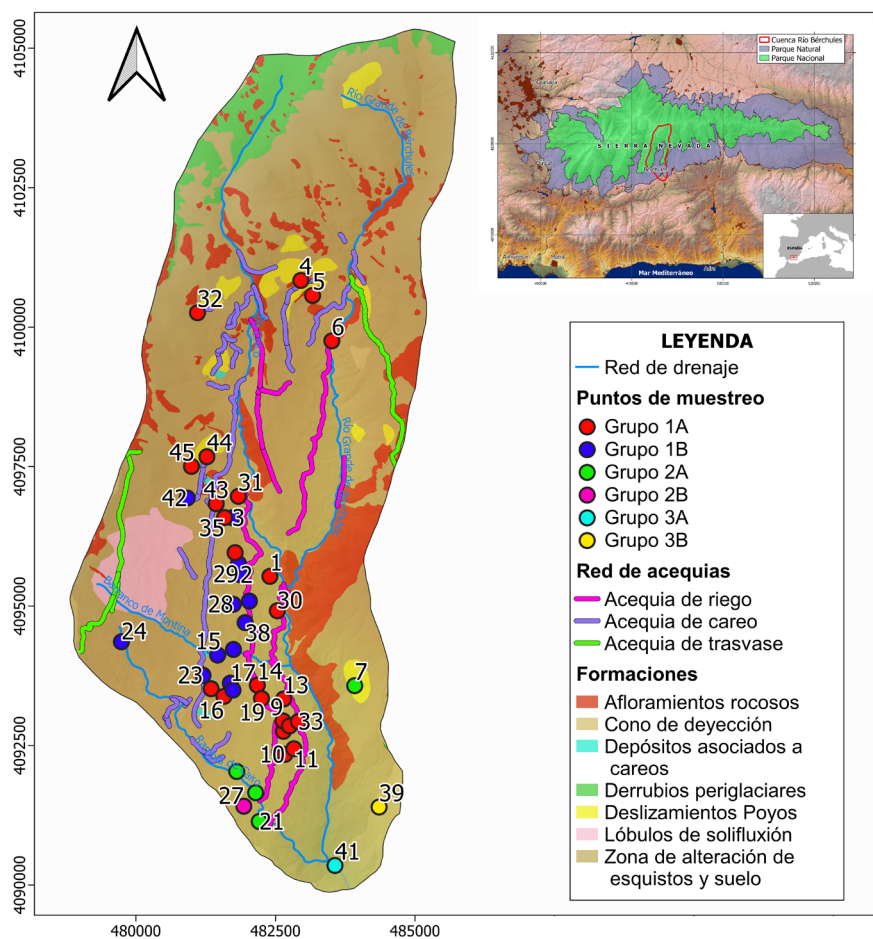 4105000
4102500
4100000
4097500
4095000
4092500
4090000
480000
482500
485000
Río Grande de Bérchules
4
5
32
6
44
45
42
43
31
35
3
29
2
1
28
30
38
15
24
23
17
14
13
7
16
19
9
33
10
11
27
21
39
41
Barranco de Montina
Cuenca Río Bérchules
Parque Natural
Parque Nacional
Granada
SIERRA NEVADA
Motril
Adra
Mar Mediterráneo
ESPAÑA
LEYENDA
Red de drenaje
Puntos de muestreo
Grupo 1A
Grupo 1B
Grupo 2A
Grupo 2B
Grupo 3A
Grupo 3B
Red de acequias
Acequia de riego
Acequia de careo
Acequia de trasvase
Formaciones
Afloramientos rocosos
Cono de deyección
Depósitos asociados a
careos
Derrubios periglaciares
Deslizamientos Poyos
Lóbulos de solifluxión
Zona de alteración de
esquistos y suelo